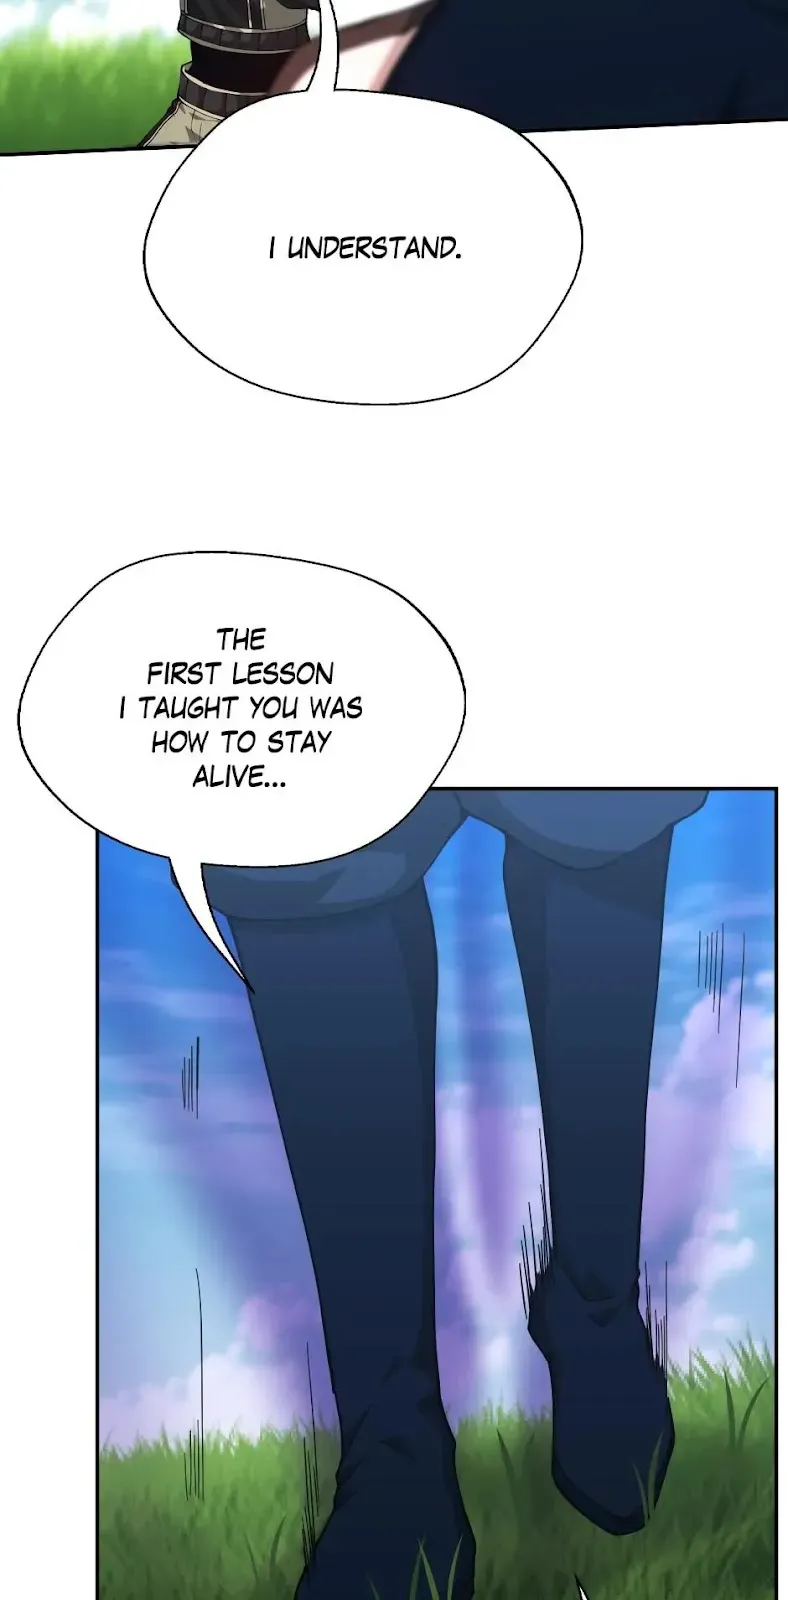 I UNDERSTAND.
THE
FIRST LESSON
I TAUGHT YOU WAS
HOW TO STAY
ALIVE...